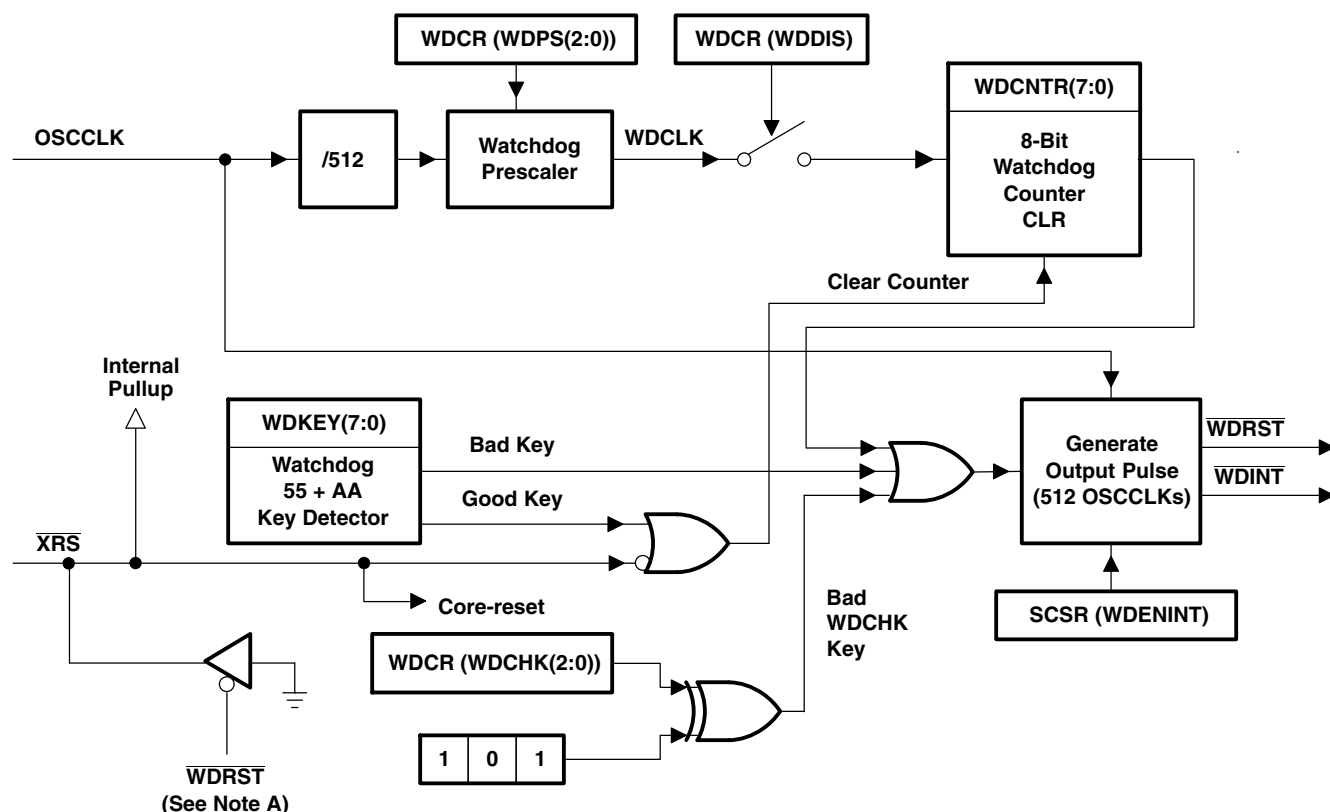 WDCR (WDPS(2:0))
WDCR (WDDIS)
WDCNTR(7:0)
OSCCLK
/512
Watchdog
Prescaler
WDCLK
8-Bit
Watchdog
Counter
CLR
Clear Counter
Internal
Pullup
WDKEY(7:0)
Watchdog
55 + AA
Key Detector
Bad Key
Good Key
Generate
Output Pulse
(512 OSCCLKs)
WDRST
WDINT
XRS
Core-reset
Bad
WDCHK
Key
SCSR (WDENINT)
WDCR (WDCHK(2:0))
1 0 1
WDRST
(See Note A)